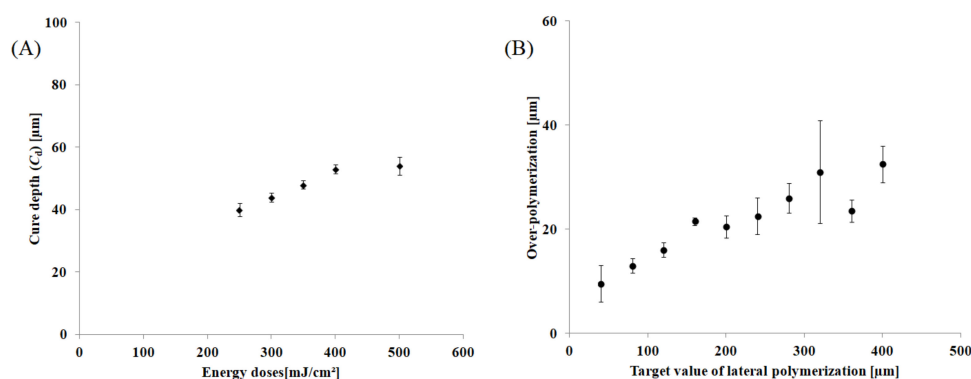 (A)
Cure depth (Cd) [µm]
100
80
60
40
20
0
0 100 200 300 400 500 600
Energy doses[mJ/cm²]
(B)
Over-polymerization [µm]
60
40
20
0
0 100 200 300 400 500
Target value of lateral polymerization [µm]